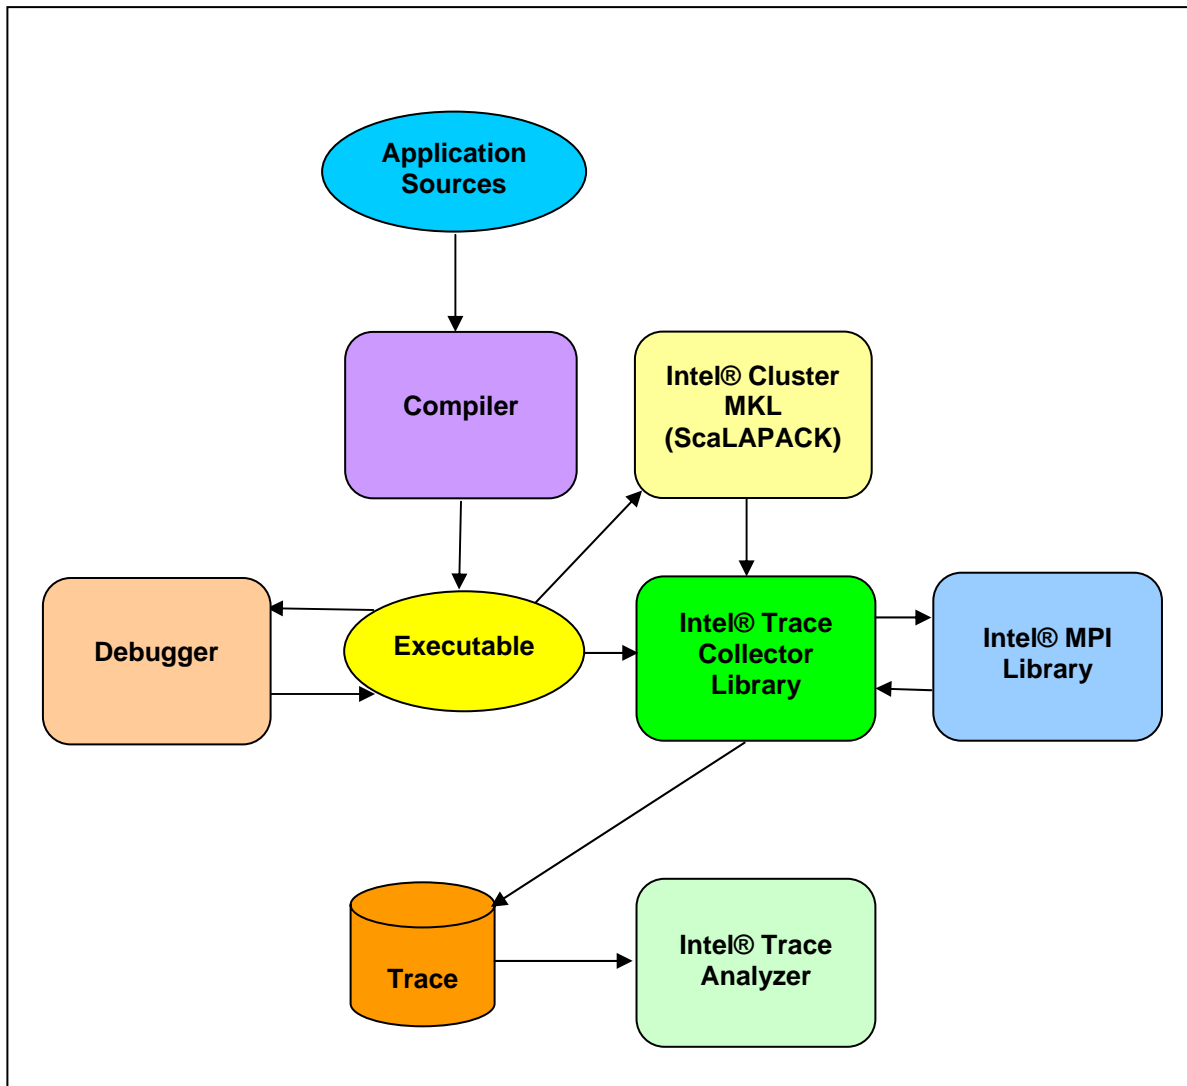 Application
Sources
Compiler
Intel® Cluster
MKL
(ScaLAPACK)
Debugger
Executable
Intel® Trace
Collector
Library
Intel® MPI
Library
Trace
Intel® Trace
Analyzer